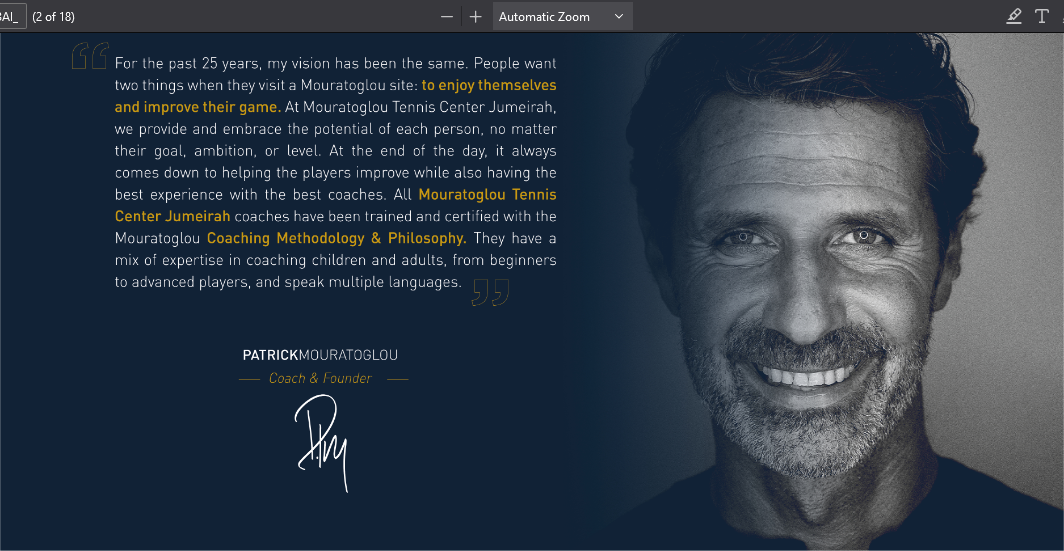 (2 of 18)
Automatic Zoom
For the past 25 years, my vision has been the same. People want
two things when they visit a Mouratoglou site: to enjoy themselves
and improve their game. At Mouratoglou Tennis Center Jumeirah,
we provide and embrace the potential of each person, no matter
their goal, ambition, or level. At the end of the day, it always
comes down to helping the players improve while also having the
best experience with the best coaches. All Mouratoglou Tennis
Center Jumeirah coaches have been trained and certified with the
Mouratoglou Coaching Methodology & Philosophy. They have a
mix of expertise in coaching children and adults, from beginners
to advanced players, and speak multiple languages.
PATRICKMOURATOGLOU
Coach & Founder